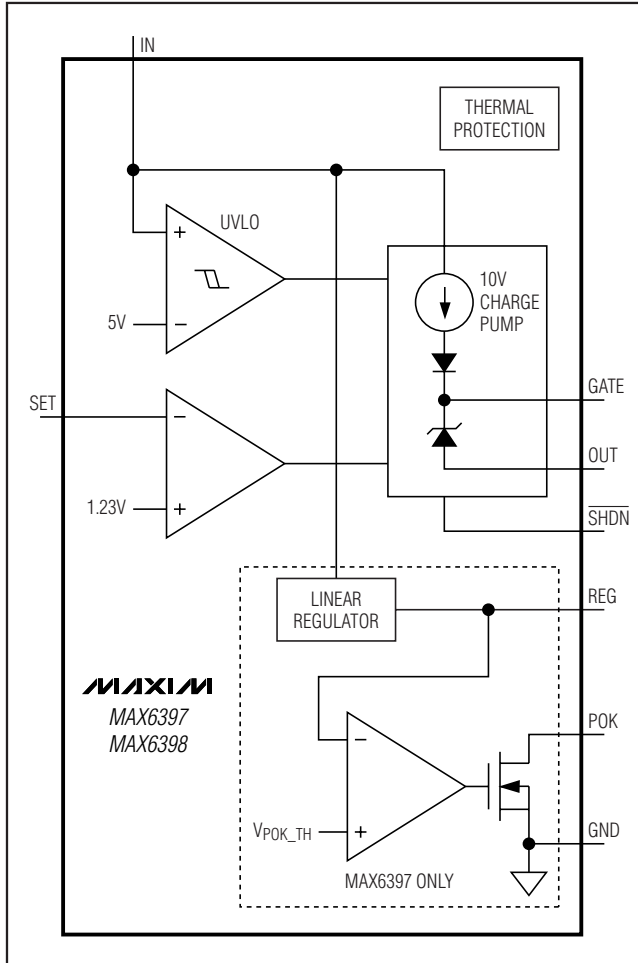 IN
THERMAL
PROTECTION
UVLO
+
5V
−
10V
CHARGE
PUMP
GATE
SET
−
OUT
1.23V
+
SHDN
LINEAR
REGULATOR
REG
MAXIM
MAX6397
MAX6398
−
POK
VPOK_TH
+
GND
MAX6397 ONLY